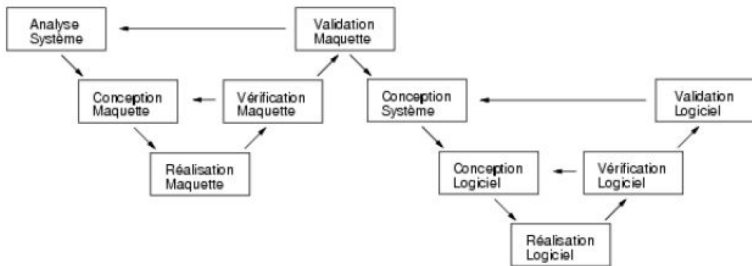 Analyse
Système
Validation
Maquette
Conception
Maquette
Vérification
Maquette
Conception
Système
Validation
Logiciel
Réalisation
Maquette
Conception
Logiciel
Vérification
Logiciel
Réalisation
Logiciel